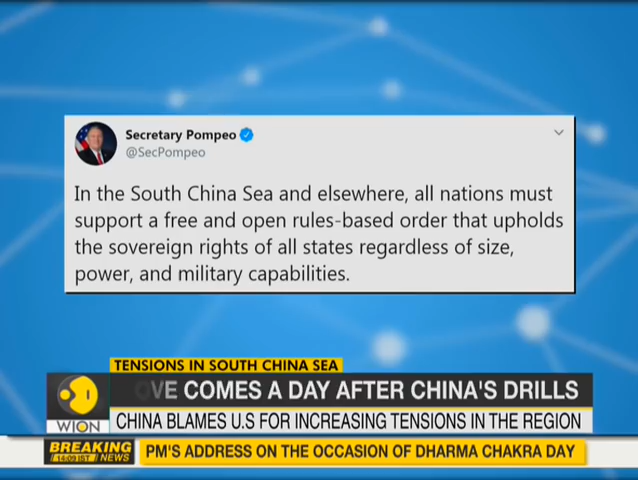 Secretary Pompeo
@SecPompeo
In the South China Sea and elsewhere, all nations must
support a free and open rules-based order that upholds
the sovereign rights of all states regardless of size,
power, and military capabilities.
TENSIONS IN SOUTH CHINA SEA
VE COMES A DAY AFTER CHINA'S DRILLS
WION
CHINA BLAMES U.S FOR INCREASING TENSIONS IN THE REGION
BREAKING
NEWS
PM'S ADDRESS ON THE OCCASION OF DHARMA CHAKRA DAY